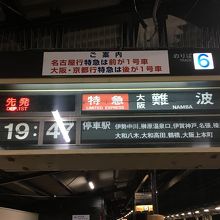 ご案内
名古屋行特急は前が1号車
大阪・京都行特急は後が1号車
のりば 6
先発 特急 大阪 難波
DEP.1ST LIMITED EXPRESS NAMBA
19:47 停車駅 伊勢中川、榊原温泉口、伊賀神戸、名張、
大和八木、大和高田、鶴橋、大阪上本町